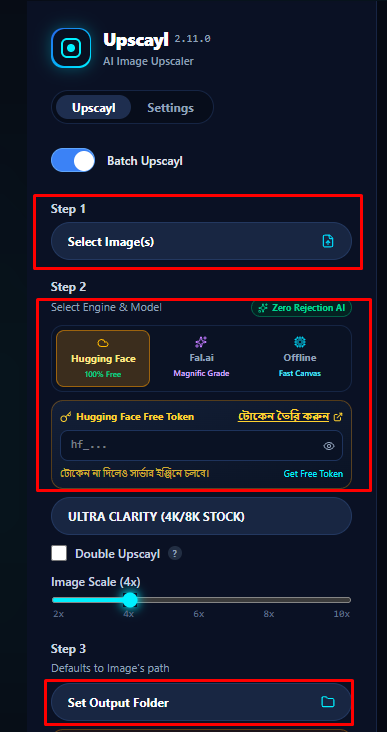 Upscayl 2.11.0
AI Image Upscaler
Upscayl Settings
Batch Upscayl
Step 1
Select Image(s)
Step 2
Select Engine & Model Zero Rejection AI
Hugging Face Fal.ai Offline
100% Free Magnific Grade Fast Canvas
Hugging Face Free Token টোকেন তৈরি করুন
hf_...
টোকেন না দিলেও সার্ভার ইঞ্জিনে চলবে। Get Free Token
ULTRA CLARITY (4K/8K STOCK)
Double Upscayl ?
Image Scale (4x)
2x 4x 6x 8x 10x
Step 3
Defaults to Image's path
Set Output Folder